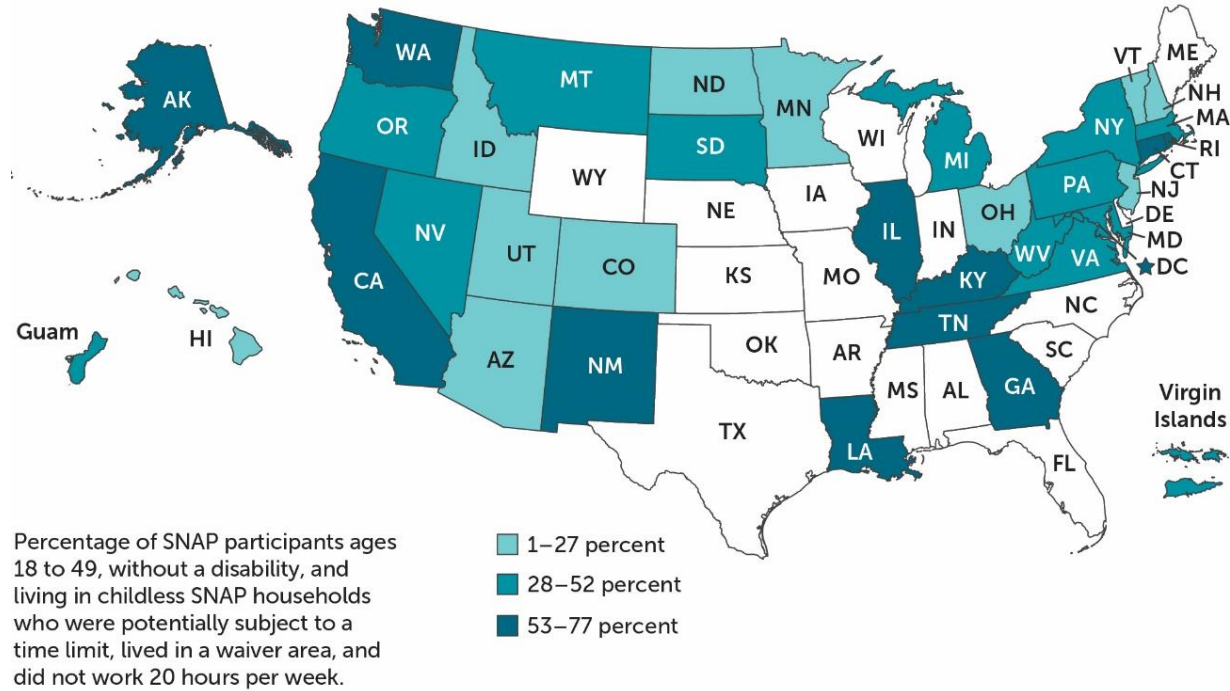 WA
MT
ND
MN
VT
ME
AK
NH
OR
MA
ID
SD
NY
WI
MI
RI
WY
CT
PA
NJ
IA
NE
OH
DE
NV
IL
IN
MD
UT
WV
VA
DC
CO
CA
KS
MO
KY
NC
Guam
HI
TN
AZ
NM
OK
AR
SC
MS
AL
GA
Virgin
Islands
TX
LA
FL
Percentage of SNAP participants ages
18 to 49, without a disability, and
living in childless SNAP households
who were potentially subject to a
time limit, lived in a waiver area, and
did not work 20 hours per week.
1–27 percent
28–52 percent
53–77 percent